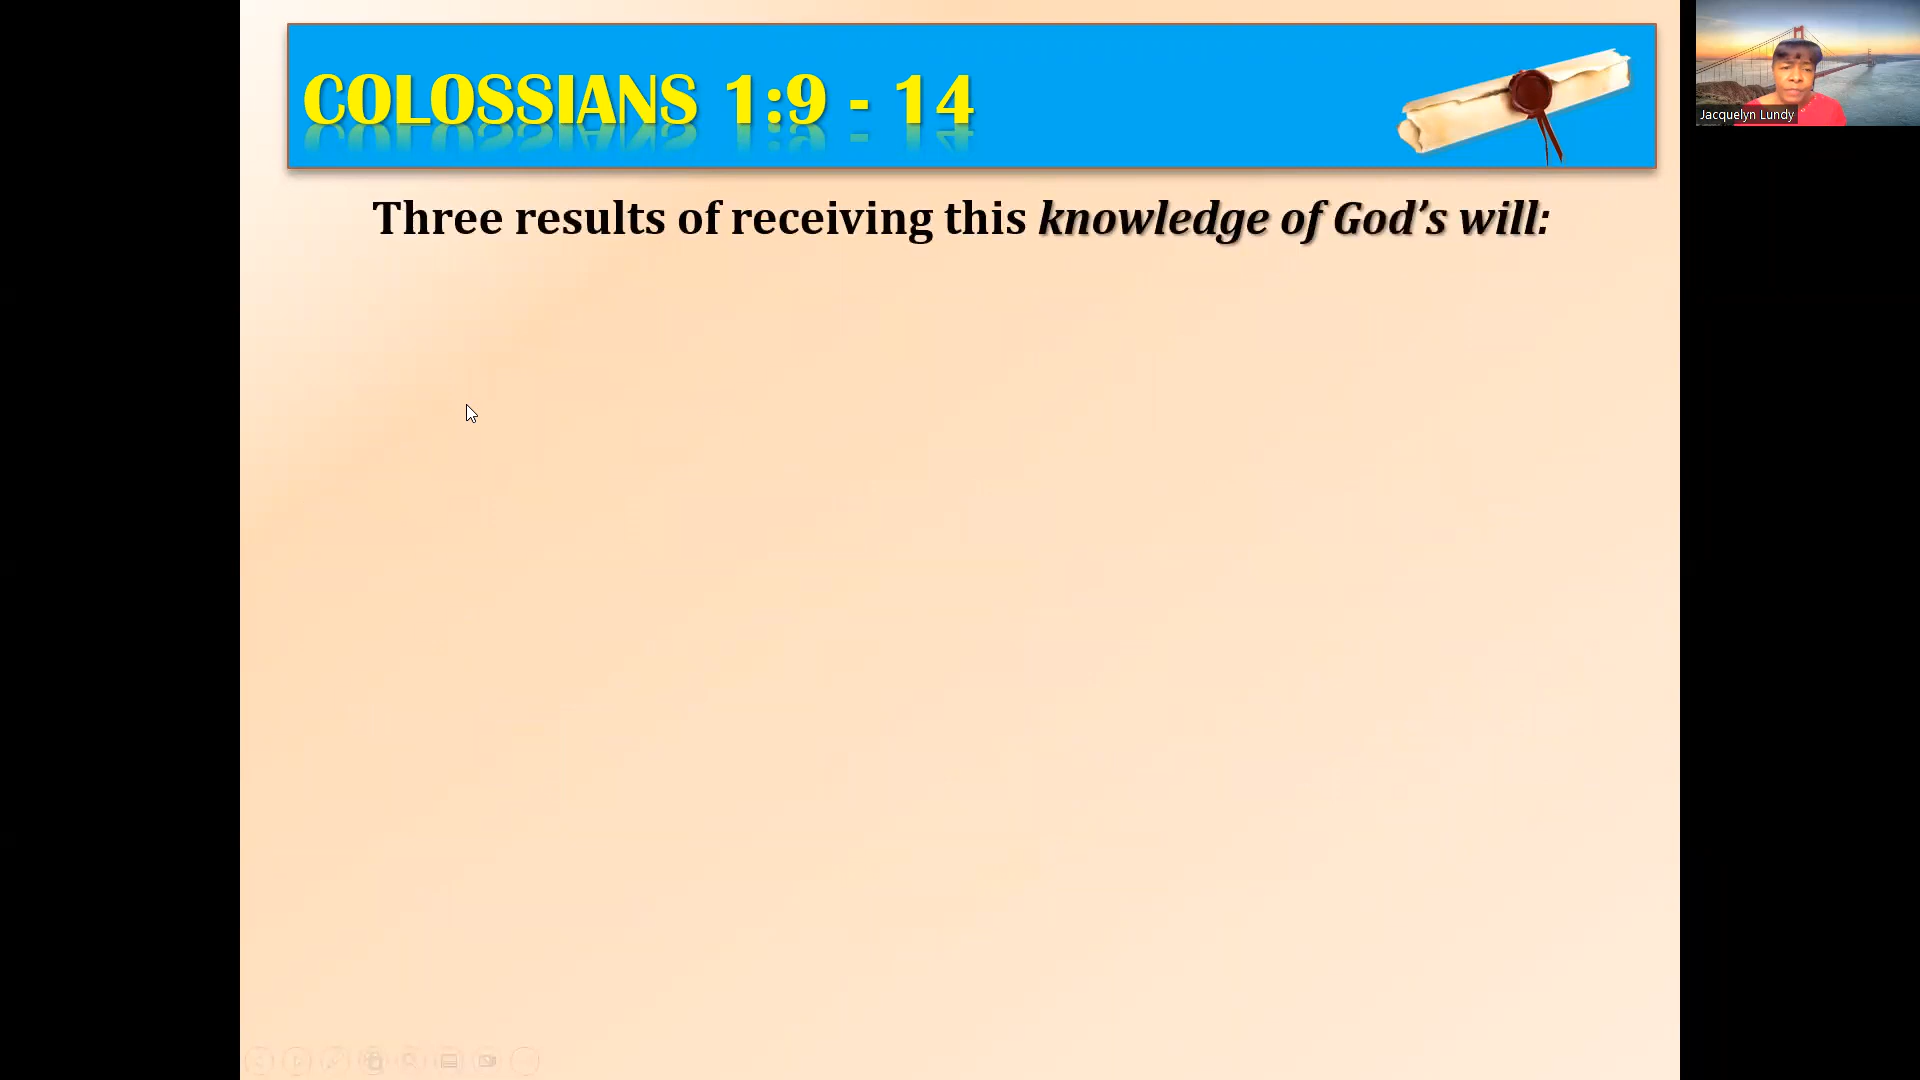 COLOSSIANS 1:9 - 14
Jacquelyn Lundy
Three results of receiving this knowledge of God’s will: